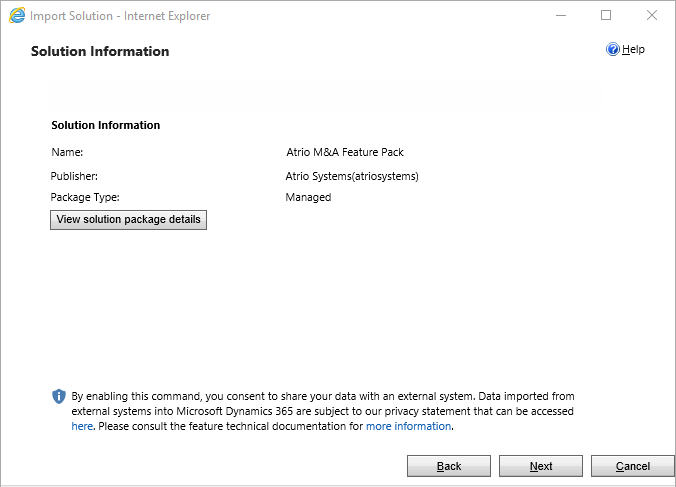 Import Solution - Internet Explorer
Solution Information
Help
Solution Information
Name: Atrio M&A Feature Pack
Publisher: Atrio Systems(atriosystems)
Package Type: Managed
View solution package details
By enabling this command, you consent to share your data with an external system. Data imported from
external systems into Microsoft Dynamics 365 are subject to our privacy statement that can be accessed
here. Please consult the feature technical documentation for more information.
Back Next Cancel